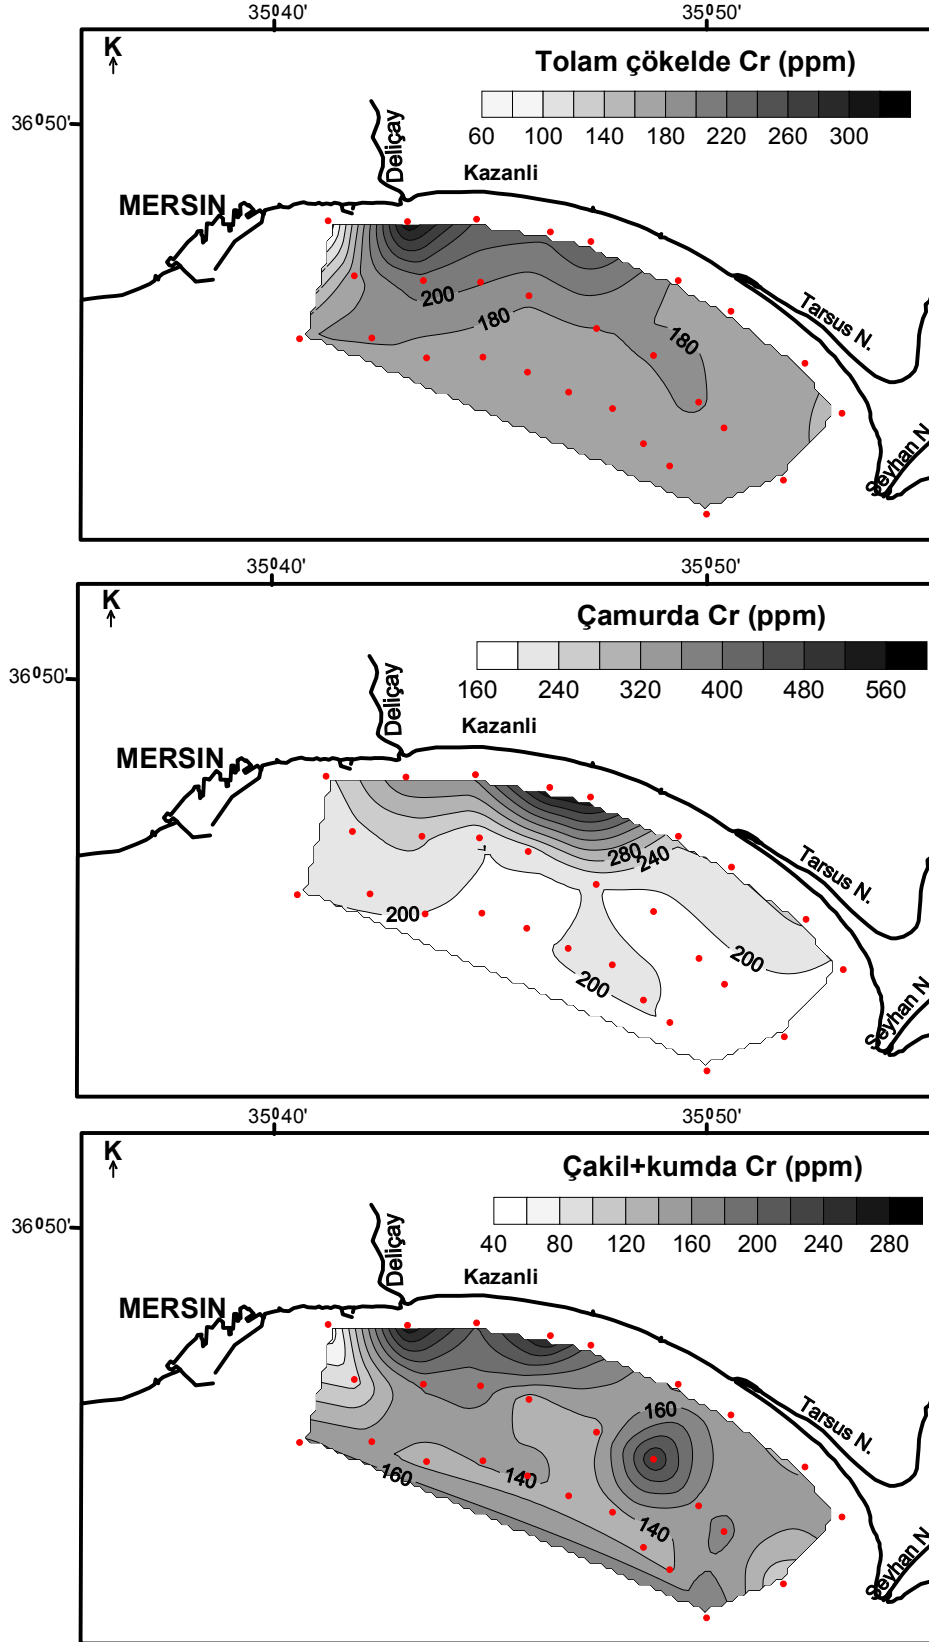 35⁰40'
35⁰50'
K
Tolam çökelde Cr (ppm)
36⁰50'
60 100 140 180 220 260 300
Deliçay
Kazanli
MERSIN
200
180
180
Tarsus N.
Seyhan N.
35⁰40'
35⁰50'
K
Çamurda Cr (ppm)
36⁰50'
160 240 320 400 480 560
Deliçay
Kazanli
MERSIN
280
240
200
200
200
Tarsus N.
Seyhan N.
35⁰40'
35⁰50'
K
Çakil+kumda Cr (ppm)
36⁰50'
40 80 120 160 200 240 280
Deliçay
Kazanli
MERSIN
160
160
140
140
Tarsus N.
Seyhan N.